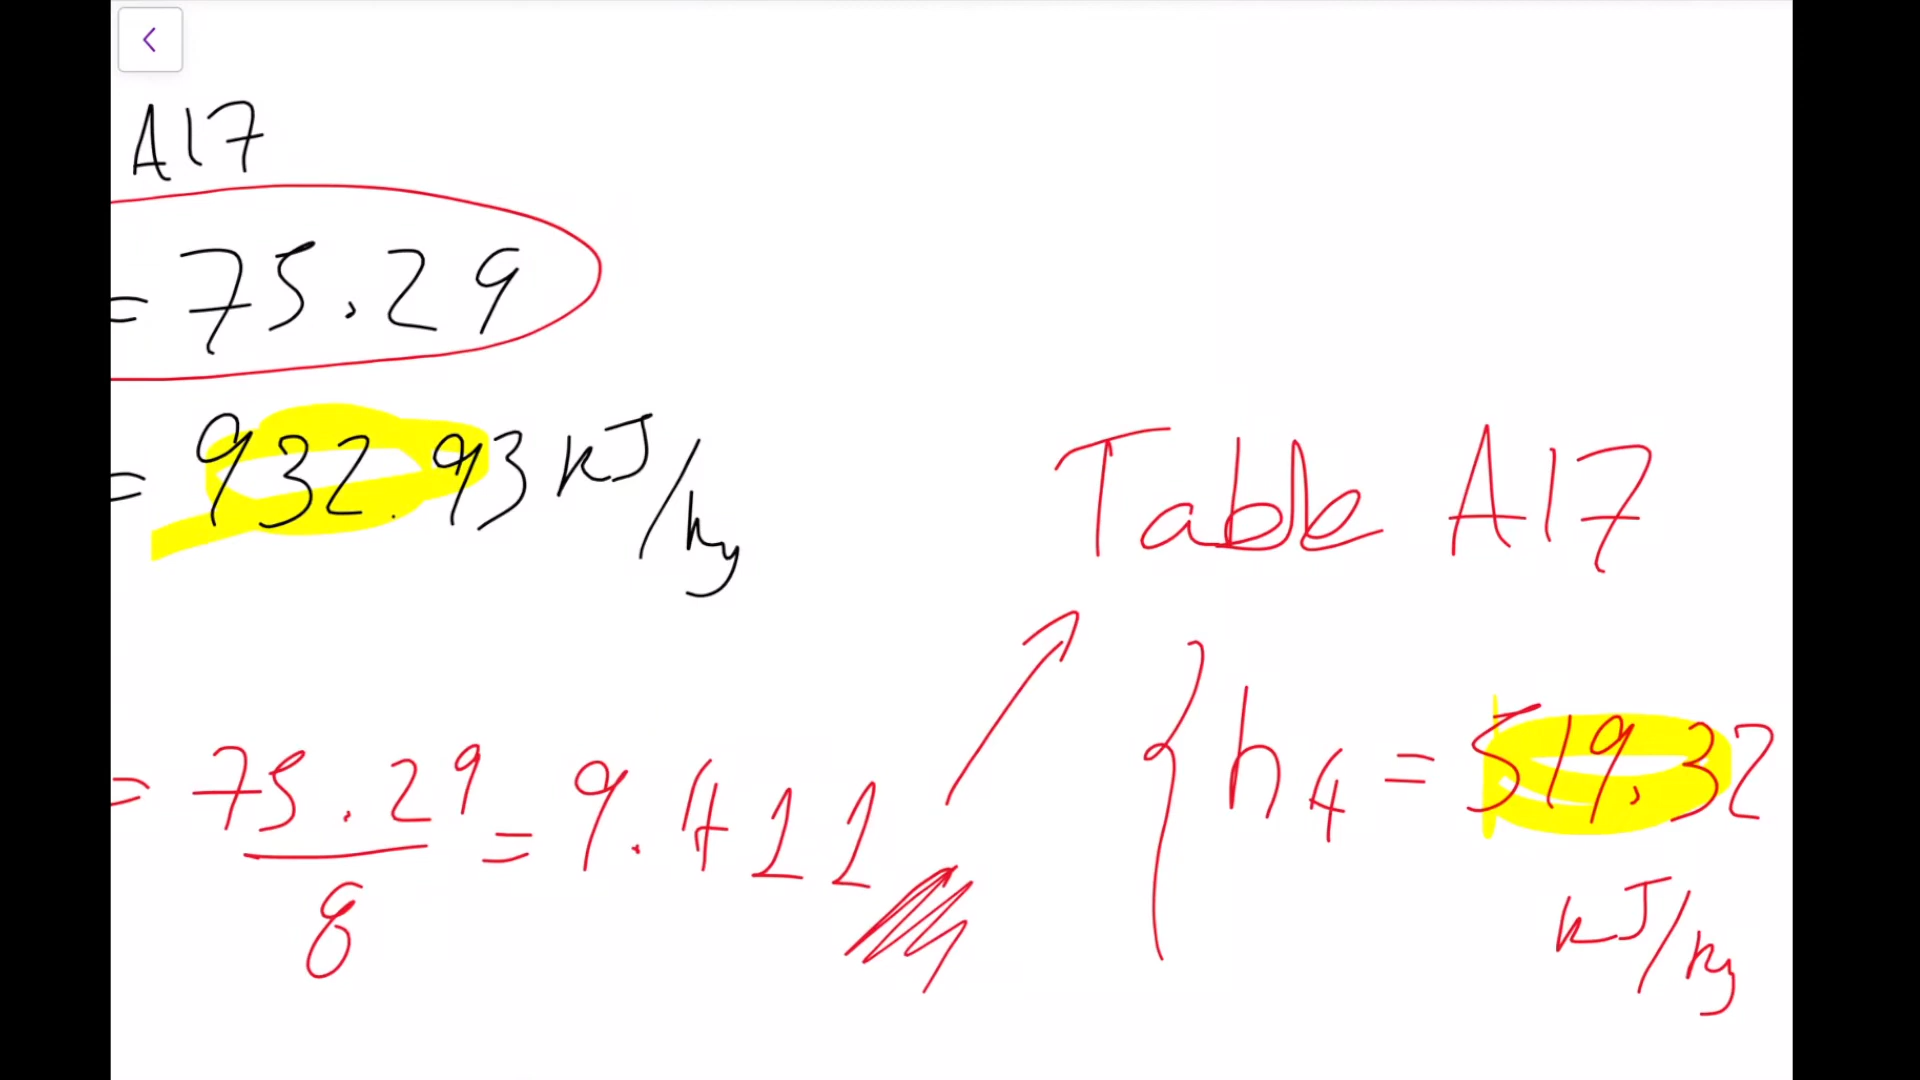 A17
= 75.29
= 932.93 kJ/kg
Table A17
= 75.29/8 = 9.411
h4 = 519.32
kJ/kg